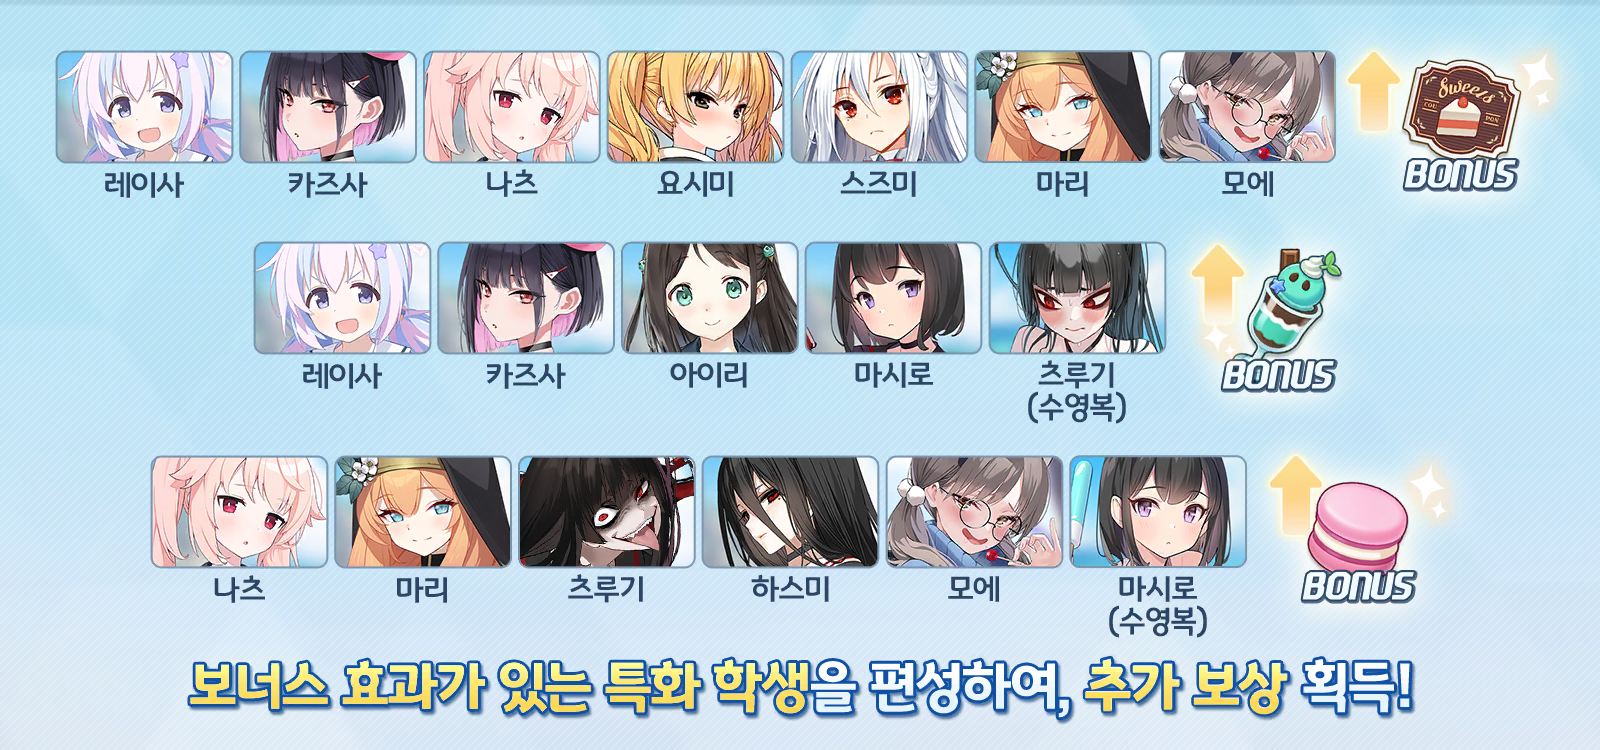 레이사 카즈사 나츠 요시미 스즈미 마리 모에
Sweets
COU PON
BONUS
레이사 카즈사 아이리 마시로 츠루기
(수영복)
BONUS
나츠 마리 츠루기 하스미 모에 마시로
(수영복)
BONUS
보너스 효과가 있는 특화 학생을 편성하여, 추가 보상 획득!